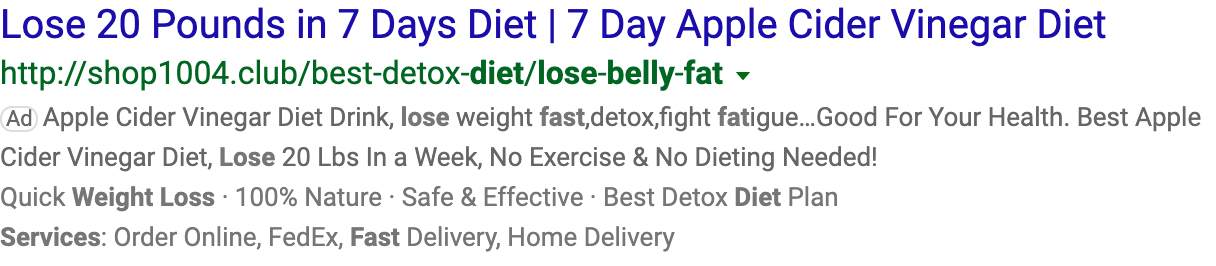 Lose 20 Pounds in 7 Days Diet | 7 Day Apple Cider Vinegar Diet
http://shop1004.club/best-detox-diet/lose-belly-fat
Ad Apple Cider Vinegar Diet Drink, lose weight fast,detox,fight fatigue...Good For Your Health. Best Apple
Cider Vinegar Diet, Lose 20 Lbs In a Week, No Exercise & No Dieting Needed!
Quick Weight Loss · 100% Nature · Safe & Effective · Best Detox Diet Plan
Services: Order Online, FedEx, Fast Delivery, Home Delivery